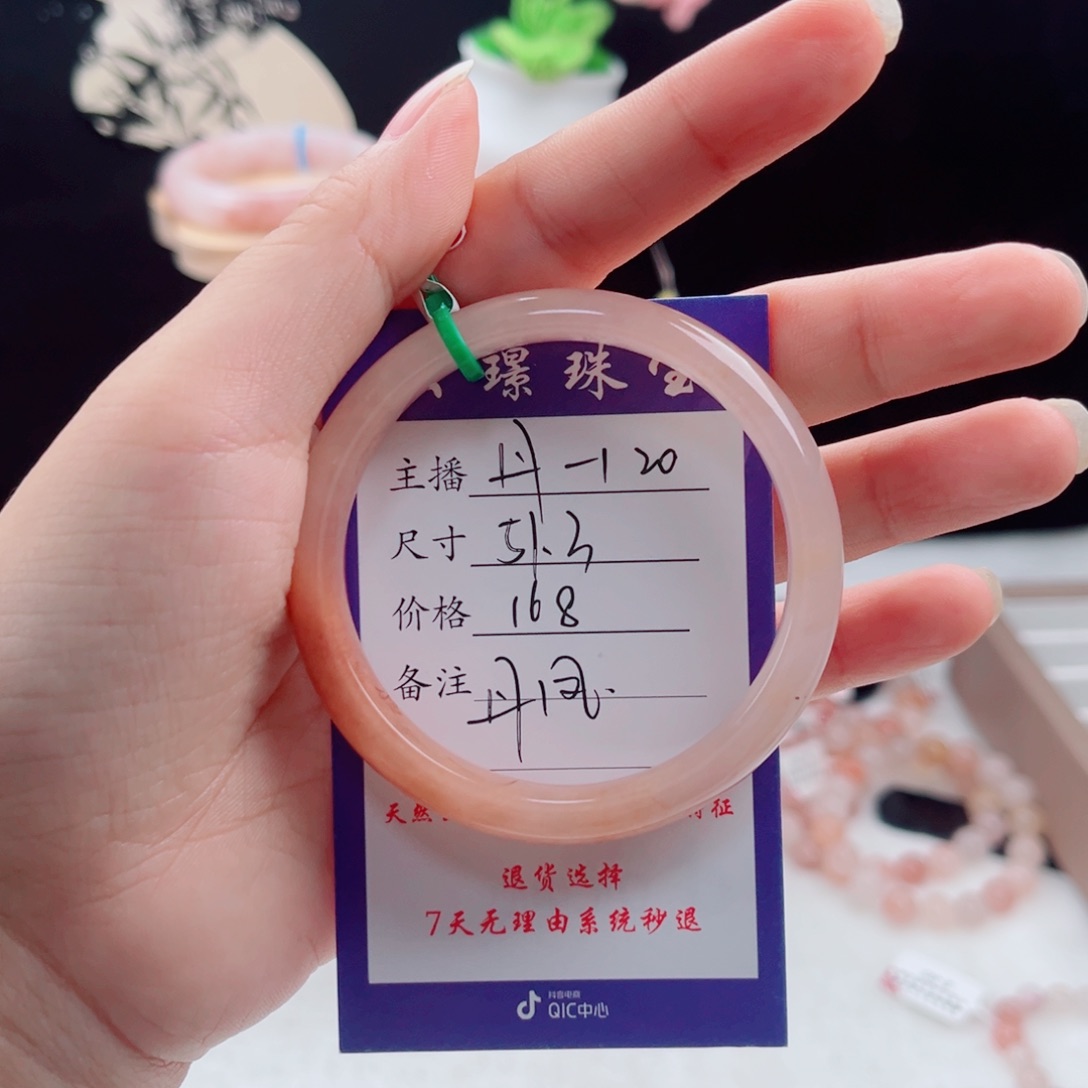 璟珠宝
主播 丹-120
尺寸 51.3
价格 168
备注 丹凤.
天然
特征
退货选择
7天无理由系统秒退
抖音电商
QIC中心